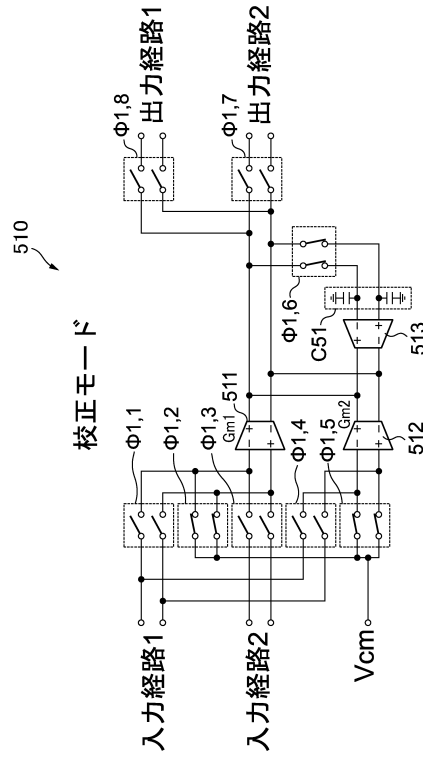 510
校正モード
入力経路1
入力経路2
Vcm
Φ1,1
Φ1,2
Φ1,3
Gm1
511
Φ1,4
Φ1,5
Gm2
512
+
−
+
−
+
−
+
−
+
−
+
−
+
−
+
−
513
C51
Φ1,6
Φ1,8
出力経路1
Φ1,7
出力経路2